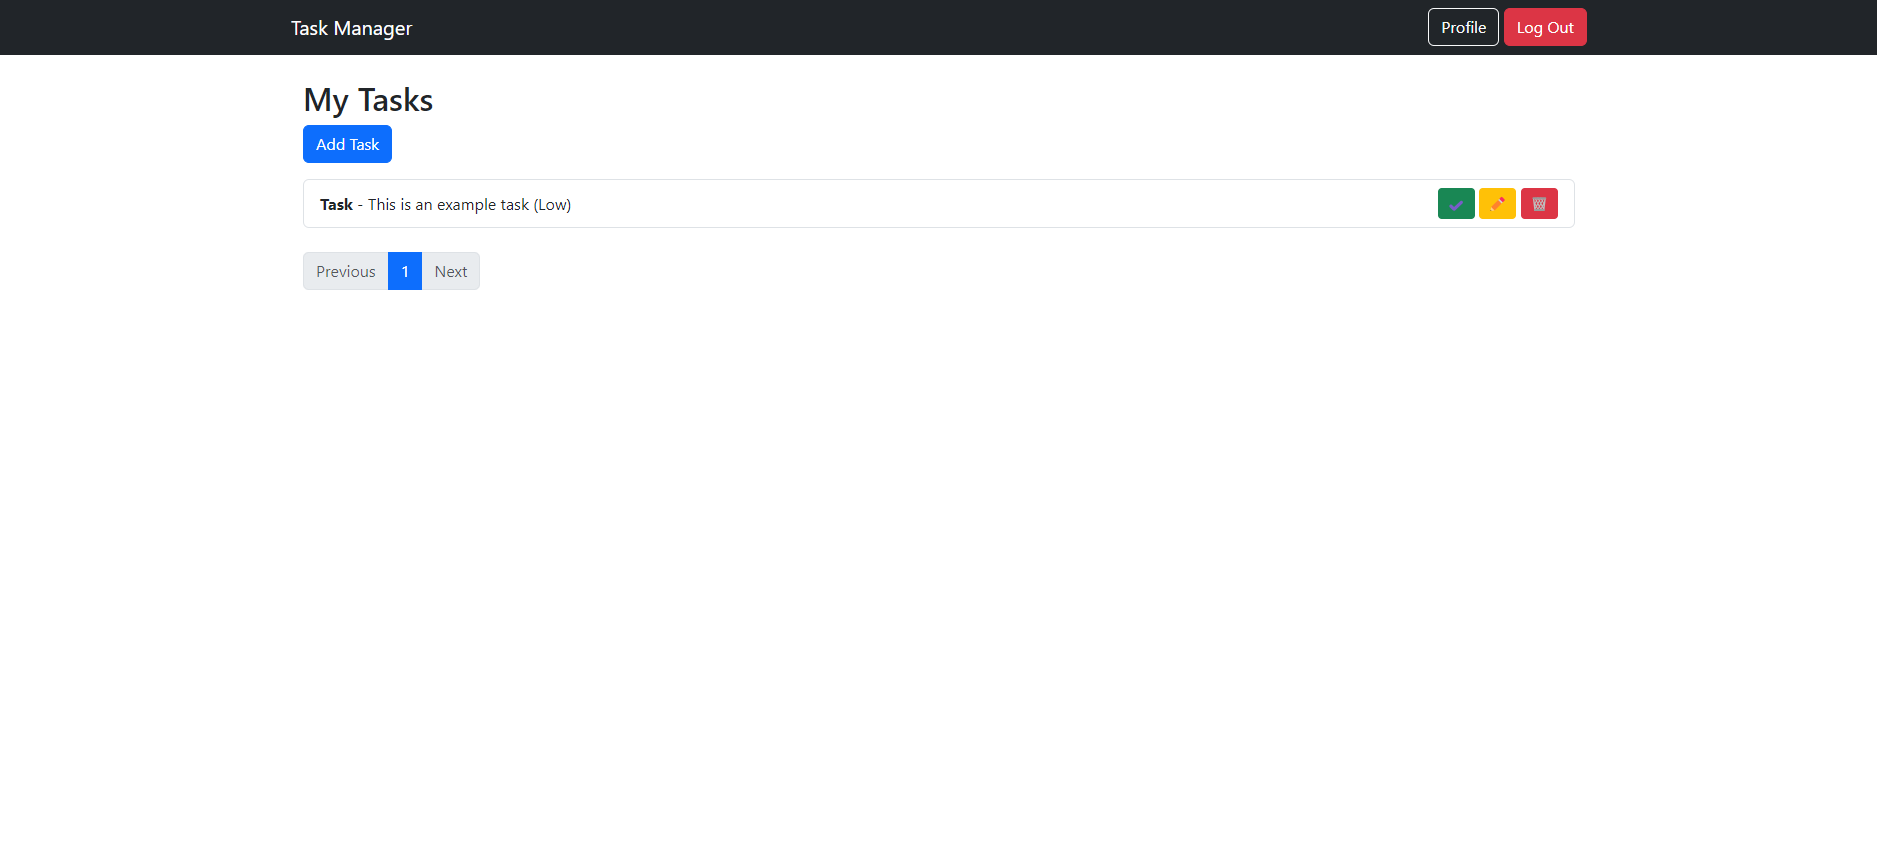 Task Manager
Profile
Log Out
My Tasks
Add Task
Task - This is an example task (Low)
Previous
1
Next